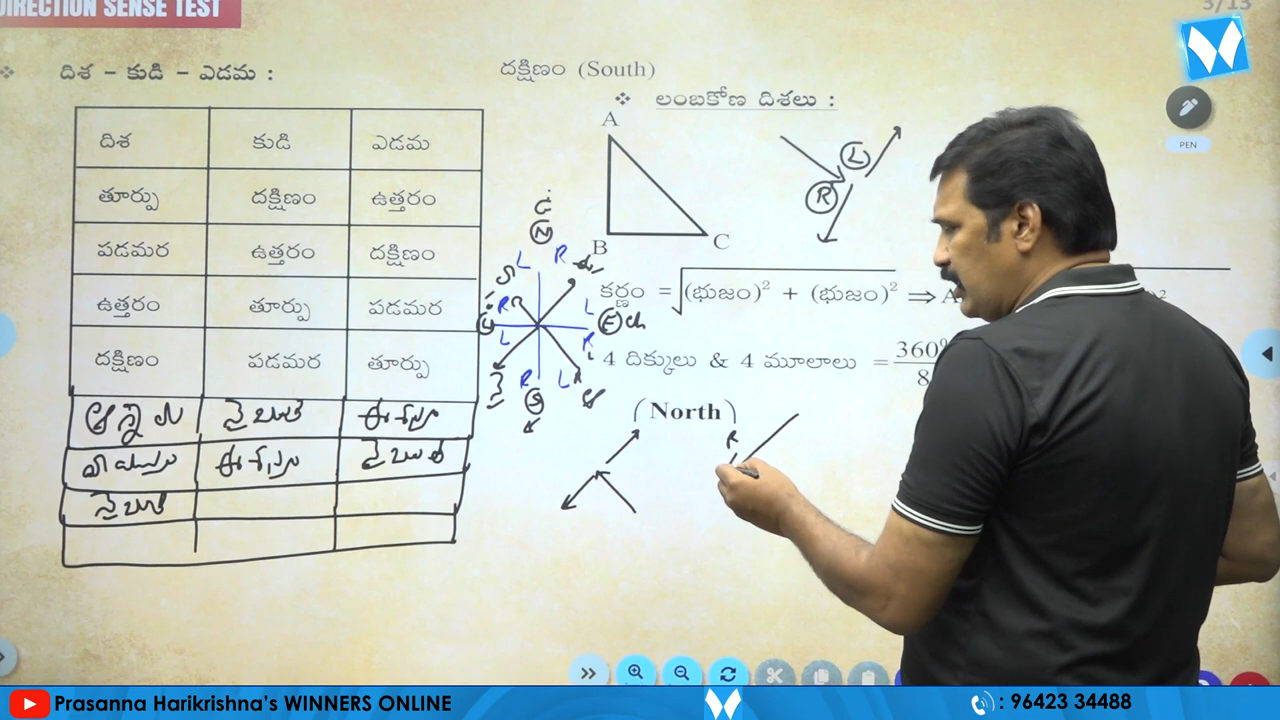 DIRECTION SENSE TEST
3/13
❖ దిశ – కుడి – ఎడమ :
దక్షిణం (South)
❖ లంబకోణ దిశలు :
PEN
దిశ కుడి ఎడమ
తూర్పు దక్షిణం ఉత్తరం
పడమర ఉత్తరం దక్షిణం
ఉత్తరం తూర్పు పడమర
దక్షిణం పడమర తూర్పు
ఆగ్నేయ నైఋతి ఈశాన్య
వాయువ్య ఈశాన్య నైఋతి
నైఋతి
N
L R
R L
E
L R
R L
S
A
B C
L
R
కర్ణం = √(భుజం)² + (భుజం)² ⇒ A
4 దిక్కులు & 4 మూలాలు = 360°/8
(North)
R
Prasanna Harikrishna's WINNERS ONLINE
: 96423 34488